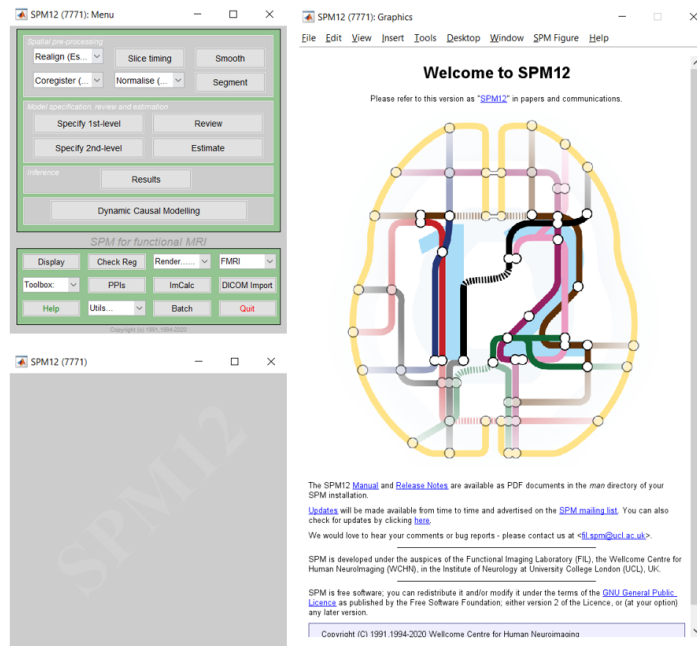 SPM12 (7771): Menu
Spatial pre-processing
Realign (Es... Slice timing Smooth
Coregister (... Normalise (... Segment
Model specification, review and estimation
Specify 1st-level Review
Specify 2nd-level Estimate
Inference
Results
Dynamic Causal Modelling
SPM for functional MRI
Display Check Reg Render...... FMRI
Toolbox: PPIs ImCalc DICOM Import
Help Utils... Batch Quit
Copyright (c) 1991,1994-2020
SPM12 (7771)
SPM12
SPM12 (7771): Graphics
File Edit View Insert Tools Desktop Window SPM Figure Help
Welcome to SPM12
Please refer to this version as "SPM12" in papers and communications.
The SPM12 Manual and Release Notes are available as PDF documents in the man directory of your
SPM installation.
Updates will be made available from time to time and advertised on the SPM mailing list. You can also
check for updates by clicking here.
We would love to hear your comments or bug reports - please contact us at <fil.spm@ucl.ac.uk>.
SPM is developed under the auspices of the Functional Imaging Laboratory (FIL), the Wellcome Centre for
Human NeuroImaging (WCHN), in the Institute of Neurology at University College London (UCL), UK.
SPM is free software; you can redistribute it and/or modify it under the terms of the GNU General Public
Licence as published by the Free Software Foundation; either version 2 of the Licence, or (at your option)
any later version.
Copyright (C) 1991,1994-2020 Wellcome Centre for Human Neuroimaging